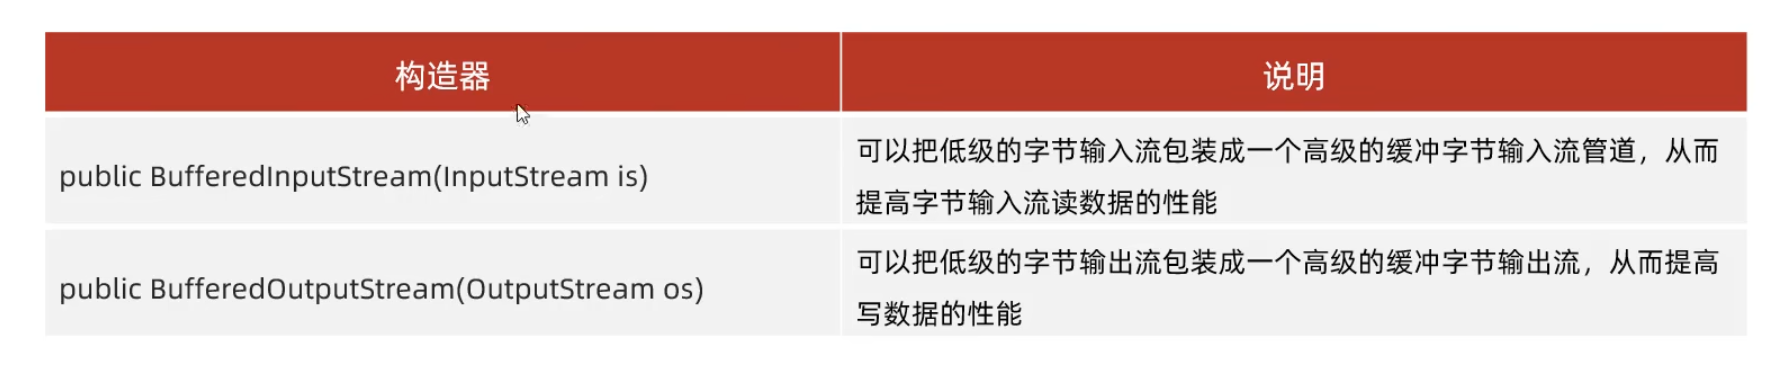 构造器
说明
public BufferedInputStream(InputStream is)
可以把低级的字节输入流包装成一个高级的缓冲字节输入流管道，从而
提高字节输入流读数据的性能
public BufferedOutputStream(OutputStream os)
可以把低级的字节输出流包装成一个高级的缓冲字节输出流，从而提高
写数据的性能